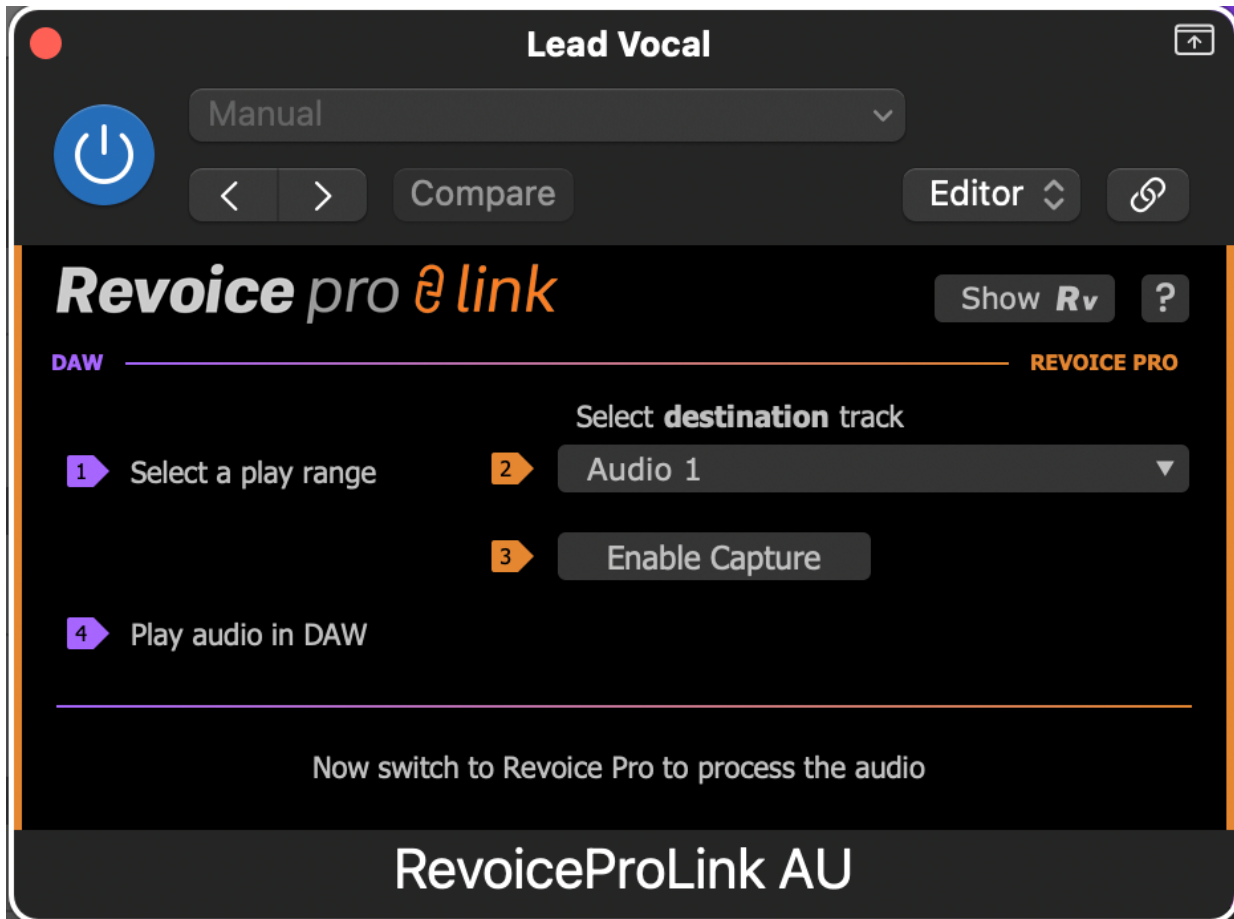 Lead Vocal
Manual
Compare
Editor
Revoice pro link
Show Rv ?
DAW
REVOICE PRO
Select destination track
1 Select a play range
2 Audio 1
3 Enable Capture
4 Play audio in DAW
Now switch to Revoice Pro to process the audio
RevoiceProLink AU